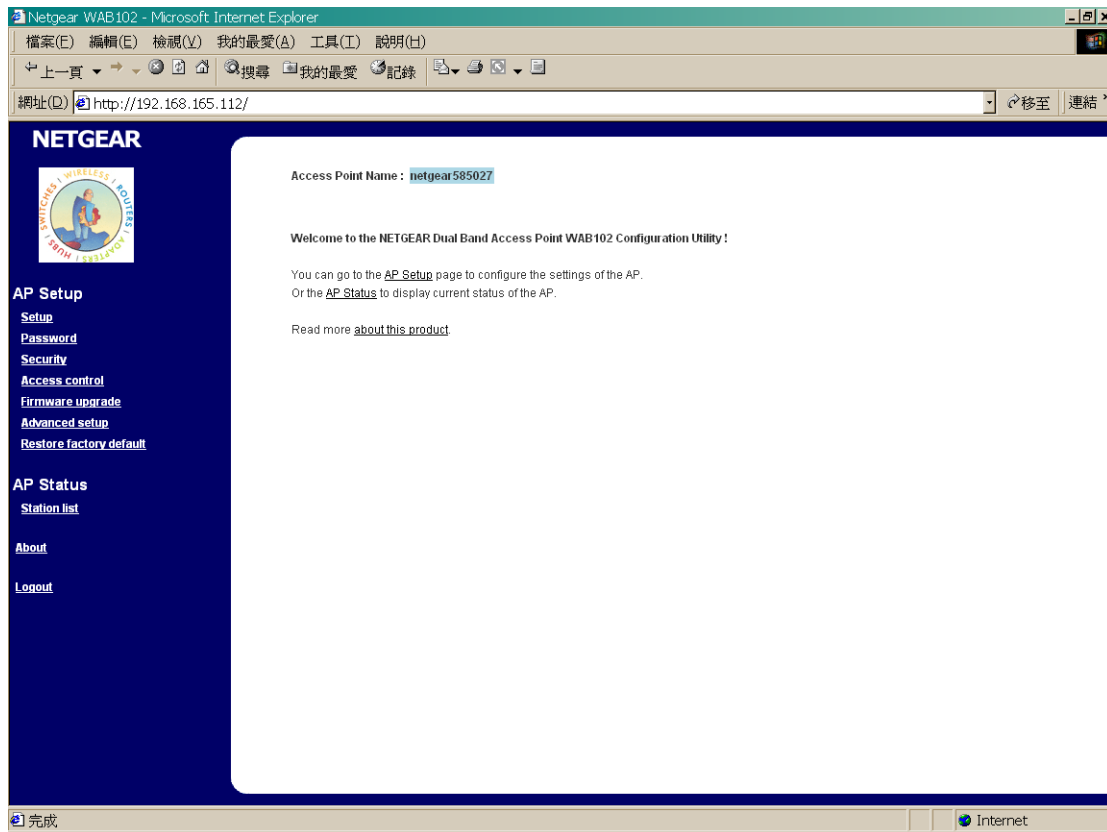 Netgear WAB102 - Microsoft Internet Explorer
檔案(F) 編輯(E) 檢視(V) 我的最愛(A) 工具(T) 說明(H)
上一頁 搜尋 我的最愛 記錄
網址(D) http://192.168.165.112/ 移至 連結
NETGEAR
SWITCHES | WIRELESS | ROUTERS | ADAPTERS | HUBS |
Access Point Name : netgear585027
Welcome to the NETGEAR Dual Band Access Point WAB102 Configuration Utility !
You can go to the AP Setup page to configure the settings of the AP.
Or the AP Status to display current status of the AP.
Read more about this product.
AP Setup
Setup
Password
Security
Access control
Firmware upgrade
Advanced setup
Restore factory default
AP Status
Station list
About
Logout
完成 Internet